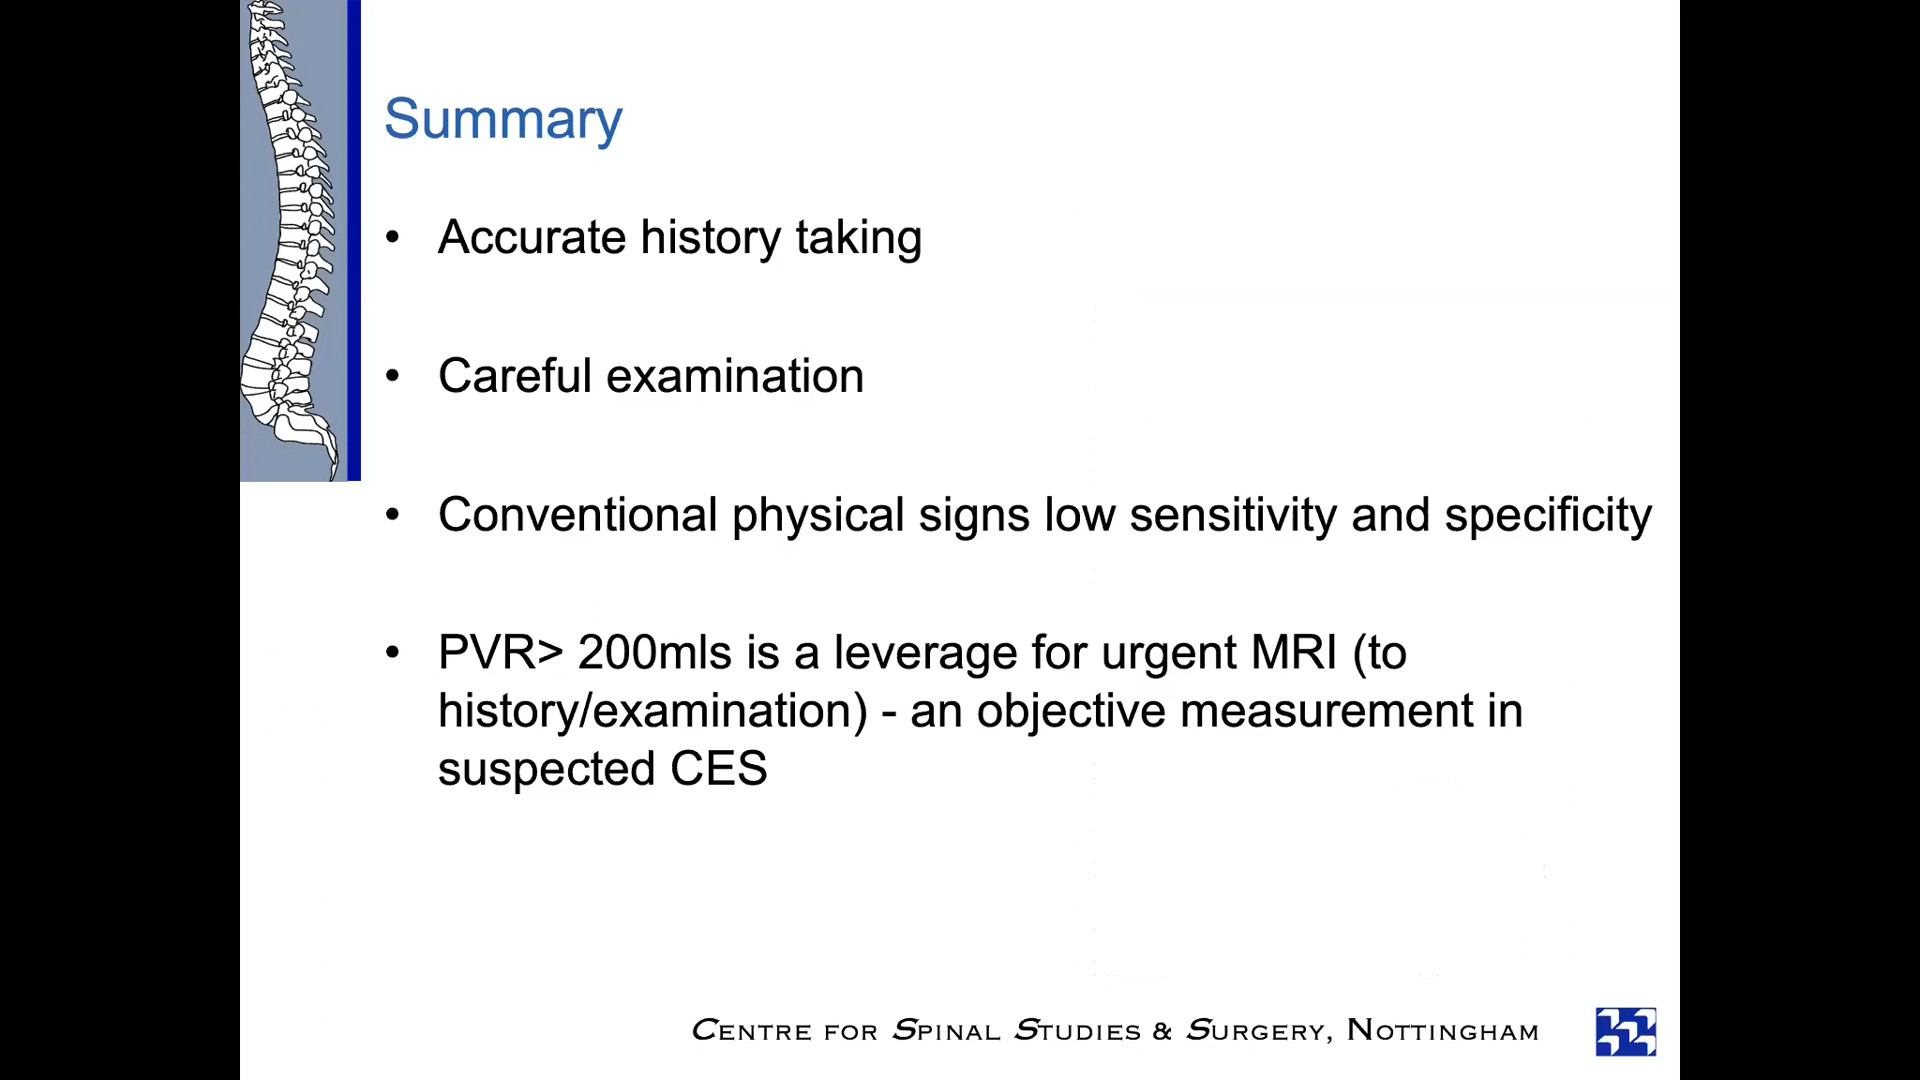 Summary
• Accurate history taking
• Careful examination
• Conventional physical signs low sensitivity and specificity
• PVR> 200mls is a leverage for urgent MRI (to
history/examination) - an objective measurement in
suspected CES
CENTRE FOR SPINAL STUDIES & SURGERY, NOTTINGHAM